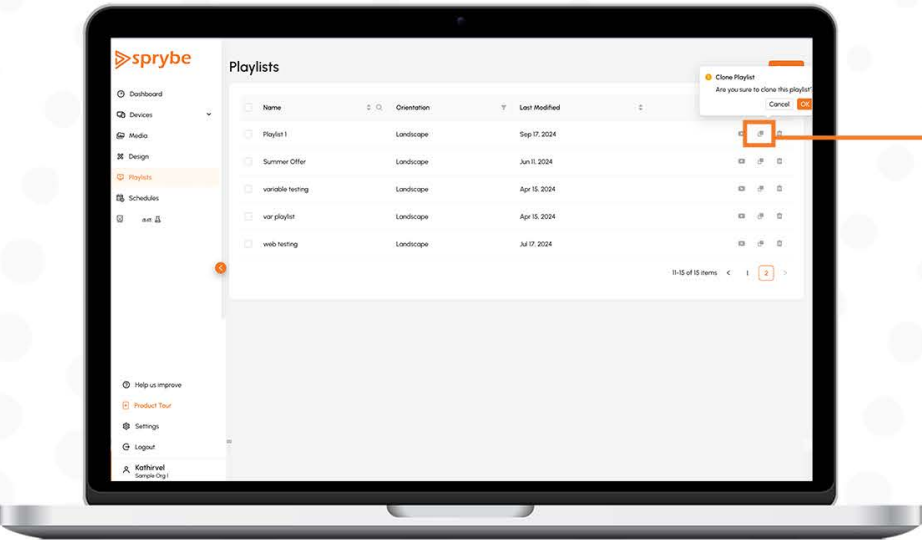 sprybe
Playlists
Dashboard
Devices
Media
Design
Playlists
Schedules
Clone Playlist
Are you sure to clone this playlist?
Cancel OK
Name Orientation Last Modified
Playlist 1 Landscape Sep 17, 2024
Summer Offer Landscape Jun 11, 2024
variable testing Landscape Apr 15, 2024
var playlist Landscape Apr 15, 2024
web testing Landscape Jul 17, 2024
11-15 of 15 items < 1 2 >
Help us improve
Product Tour
Settings
Logout
Kathirvel
Sample Org 1